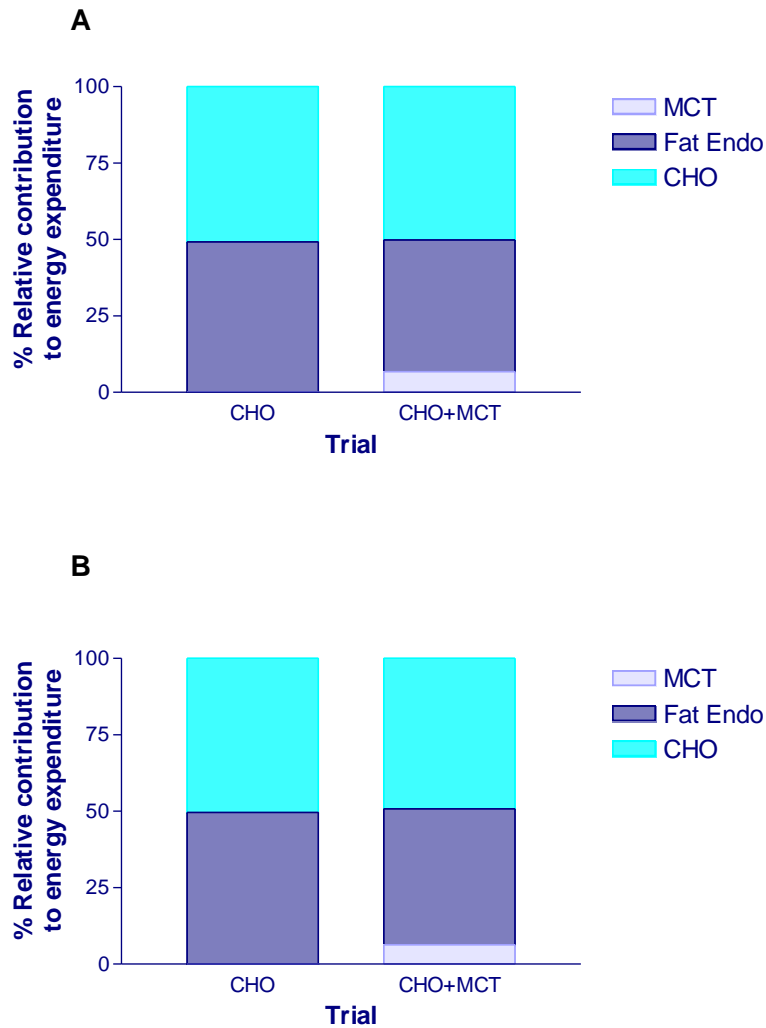 A
% Relative contribution
to energy expenditure
100
75
50
25
0
CHO
CHO+MCT
Trial
MCT
Fat Endo
CHO
B
% Relative contribution
to energy expenditure
100
75
50
25
0
CHO
CHO+MCT
Trial
MCT
Fat Endo
CHO